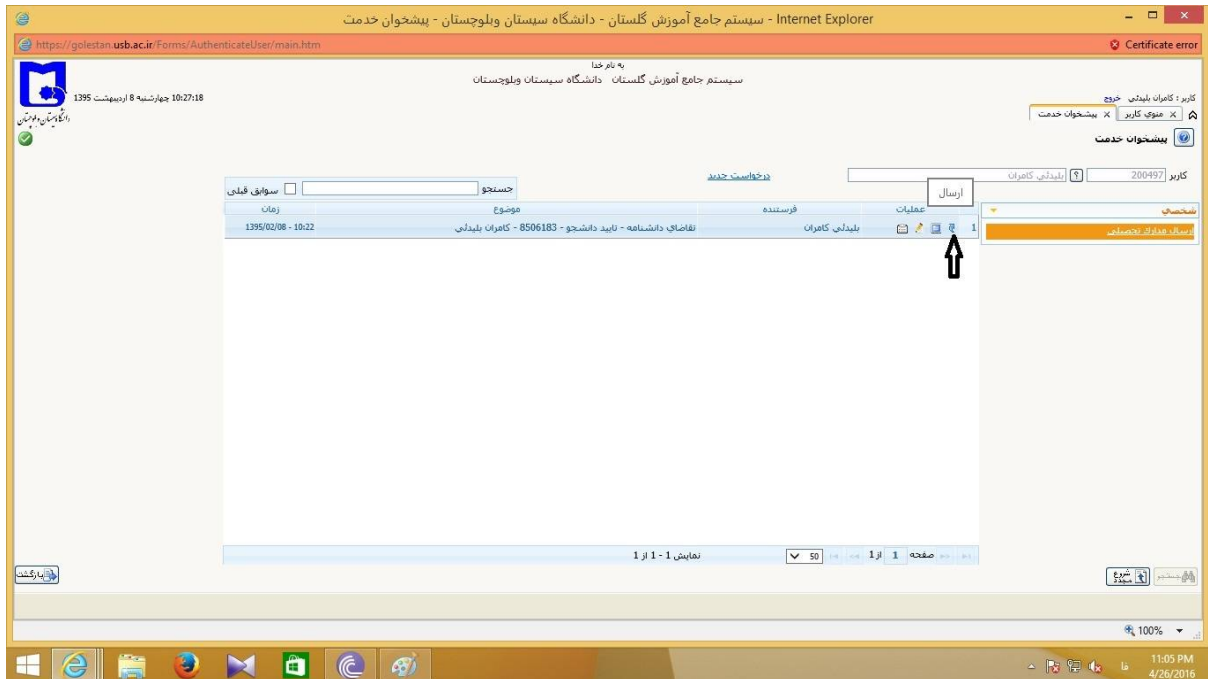 سیستم جامع آموزش گلستان - دانشگاه سیستان وبلوچستان - پیشخوان خدمت - Internet Explorer
https://golestan.usb.ac.ir/Forms/AuthenticateUser/main.htm
Certificate error
به نام خدا
سیستم جامع آموزش گلستان   دانشگاه سیستان وبلوچستان
کاربر : کامران بلیدئی   خروج
10:27:18 چهارشنبه 8 اردیبهشت 1395
منوی کاربر X   پیشخوان خدمت X
پیشخوان خدمت
کاربر 200497 ? بلیدئی کامران
درخواست جدید
ارسال
جستجو   سوابق قبلی
شخصی
عملیات   فرستنده   موضوع   زمان
ارسال مدارک تحصیلی
1   بلیدئی کامران   تقاضای دانشنامه - تایید دانشجو - 8506183 - کامران بلیدئی   1395/02/08 - 10:22
صفحه 1 از 1   50   نمایش 1 - 1 از 1
جستجو   شروع مجدد   بازگشت
100%
فا
11:05 PM
4/26/2016